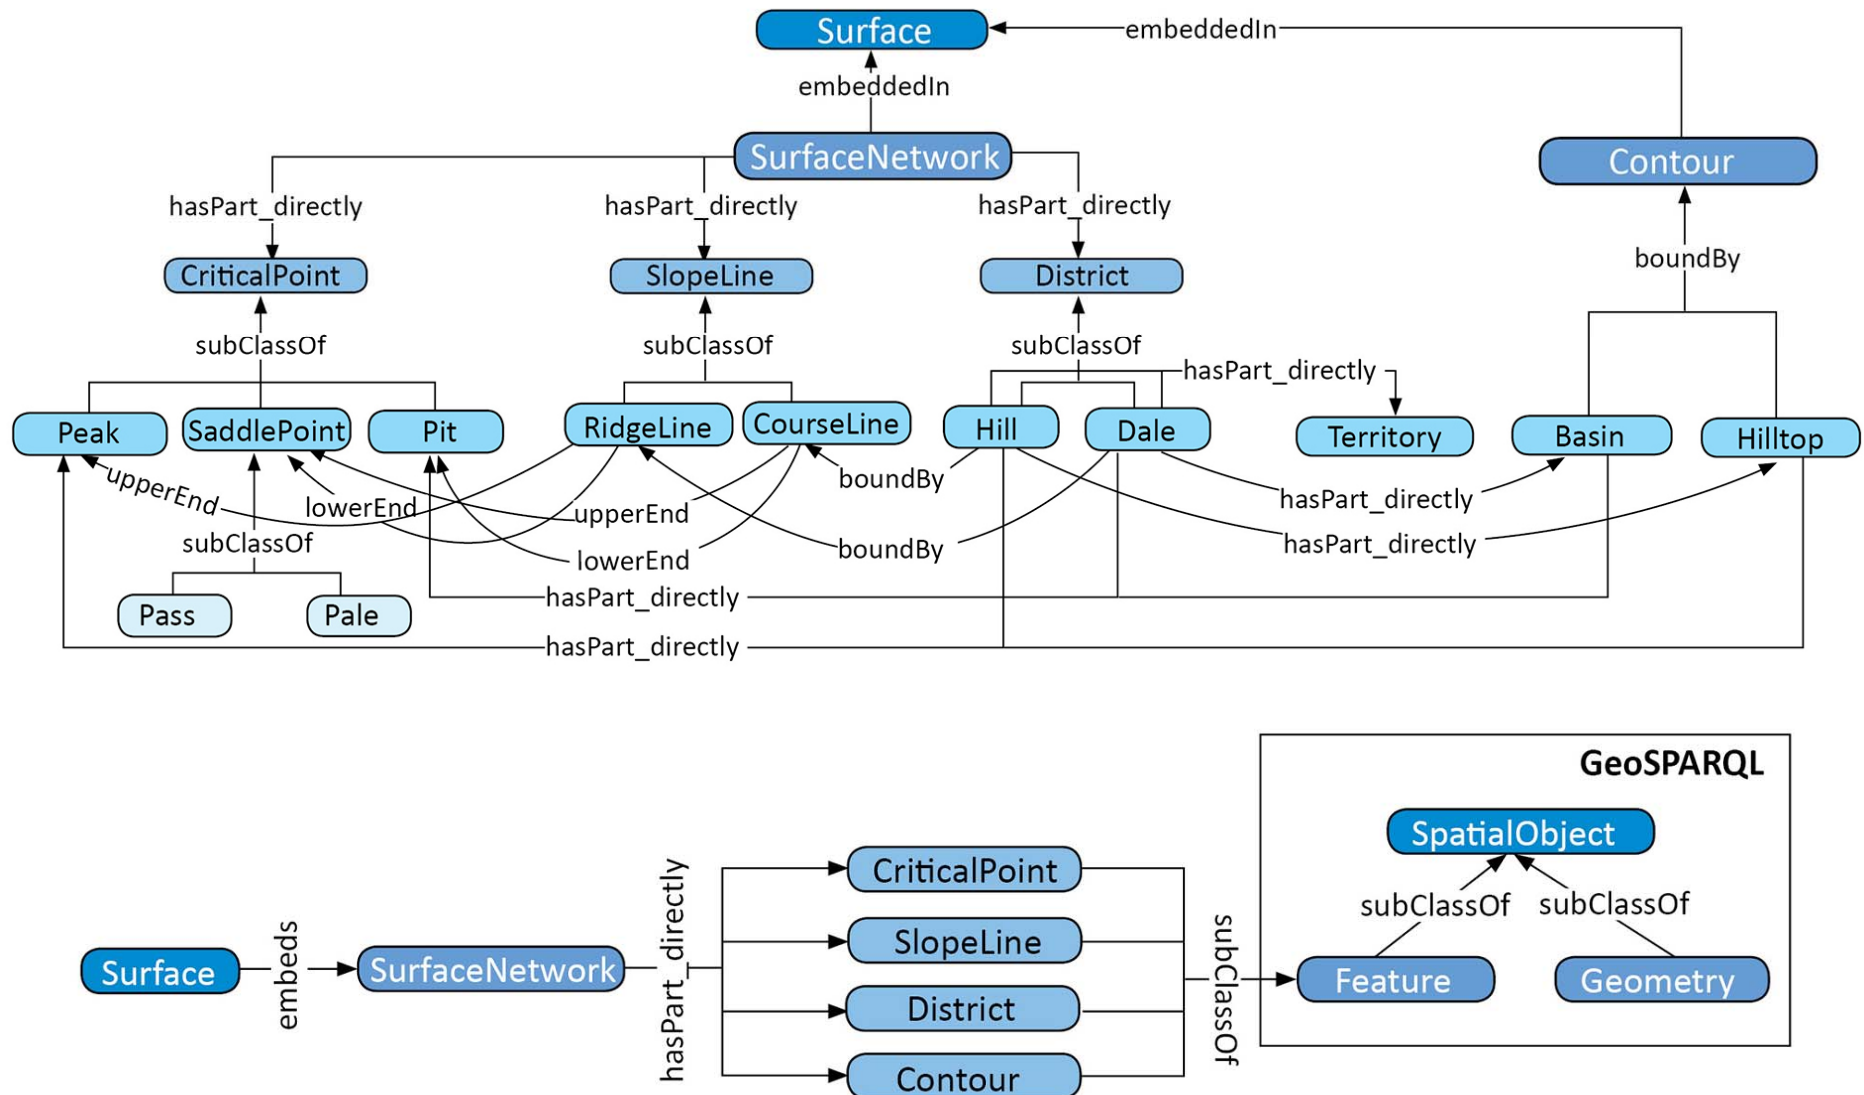 Surface
embeddedIn
embeddedIn
SurfaceNetwork
Contour
hasPart_directly
hasPart_directly
hasPart_directly
boundBy
CriticalPoint
SlopeLine
District
subClassOf
subClassOf
subClassOf
hasPart_directly
Peak
SaddlePoint
Pit
RidgeLine
CourseLine
Hill
Dale
Territory
Basin
Hilltop
upperEnd
lowerEnd
upperEnd
boundBy
hasPart_directly
subClassOf
lowerEnd
boundBy
hasPart_directly
Pass
Pale
hasPart_directly
hasPart_directly
GeoSPARQL
SpatialObject
subClassOf
subClassOf
Feature
Geometry
Surface
embeds
SurfaceNetwork
hasPart_directly
CriticalPoint
SlopeLine
District
Contour
subClassOf